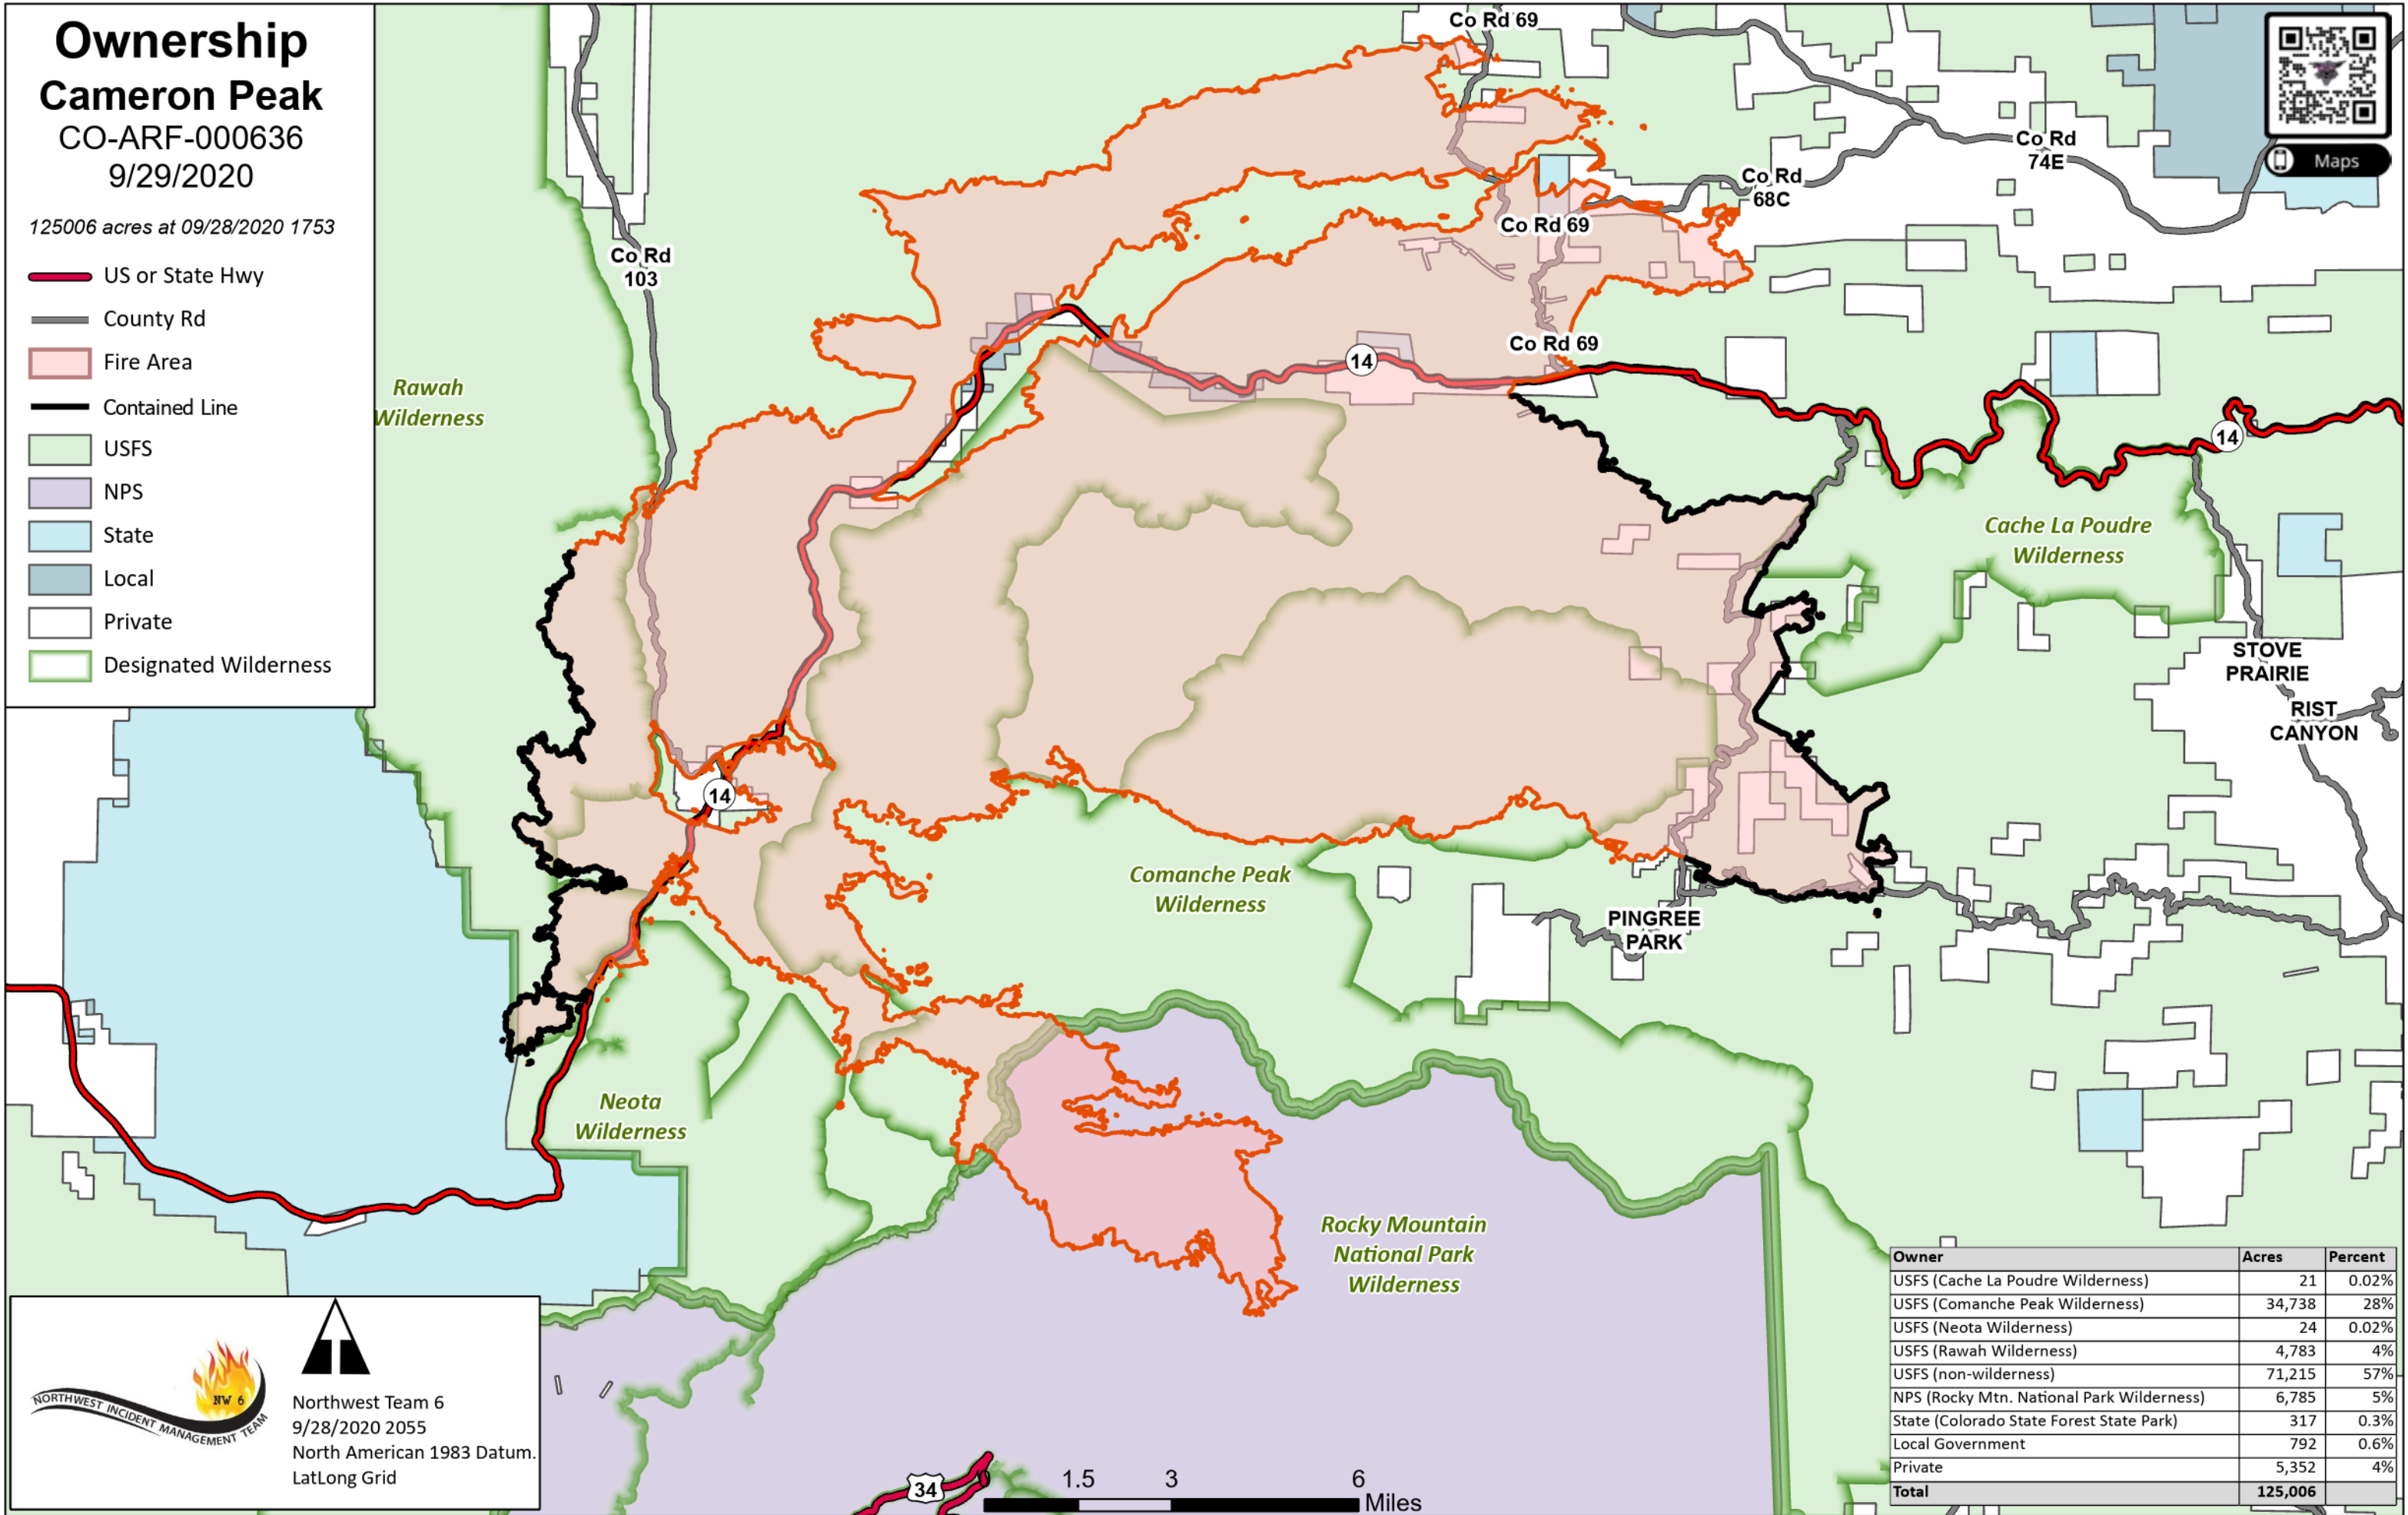 Ownership
Cameron Peak
CO-ARF-000636
9/29/2020
125006 acres at 09/28/2020 1753
US or State Hwy
County Rd
Fire Area
Contained Line
USFS
NPS
State
Local
Private
Designated Wilderness
Co Rd 69
Maps
Co Rd
74E
Co Rd
68C
Co Rd 69
Co Rd
103
Co Rd 69
14
Rawah
Wilderness
14
Cache La Poudre
Wilderness
STOVE
PRAIRIE
RIST
CANYON
14
Comanche Peak
Wilderness
PINGREE
PARK
Neota
Wilderness
Rocky Mountain
National Park
Wilderness
NORTHWEST INCIDENT MANAGEMENT TEAM
NW 6
Northwest Team 6
9/28/2020 2055
North American 1983 Datum.
LatLong Grid
34
0 1.5 3 6
Miles
Owner Acres Percent
USFS (Cache La Poudre Wilderness) 21 0.02%
USFS (Comanche Peak Wilderness) 34,738 28%
USFS (Neota Wilderness) 24 0.02%
USFS (Rawah Wilderness) 4,783 4%
USFS (non-wilderness) 71,215 57%
NPS (Rocky Mtn. National Park Wilderness) 6,785 5%
State (Colorado State Forest State Park) 317 0.3%
Local Government 792 0.6%
Private 5,352 4%
Total 125,006